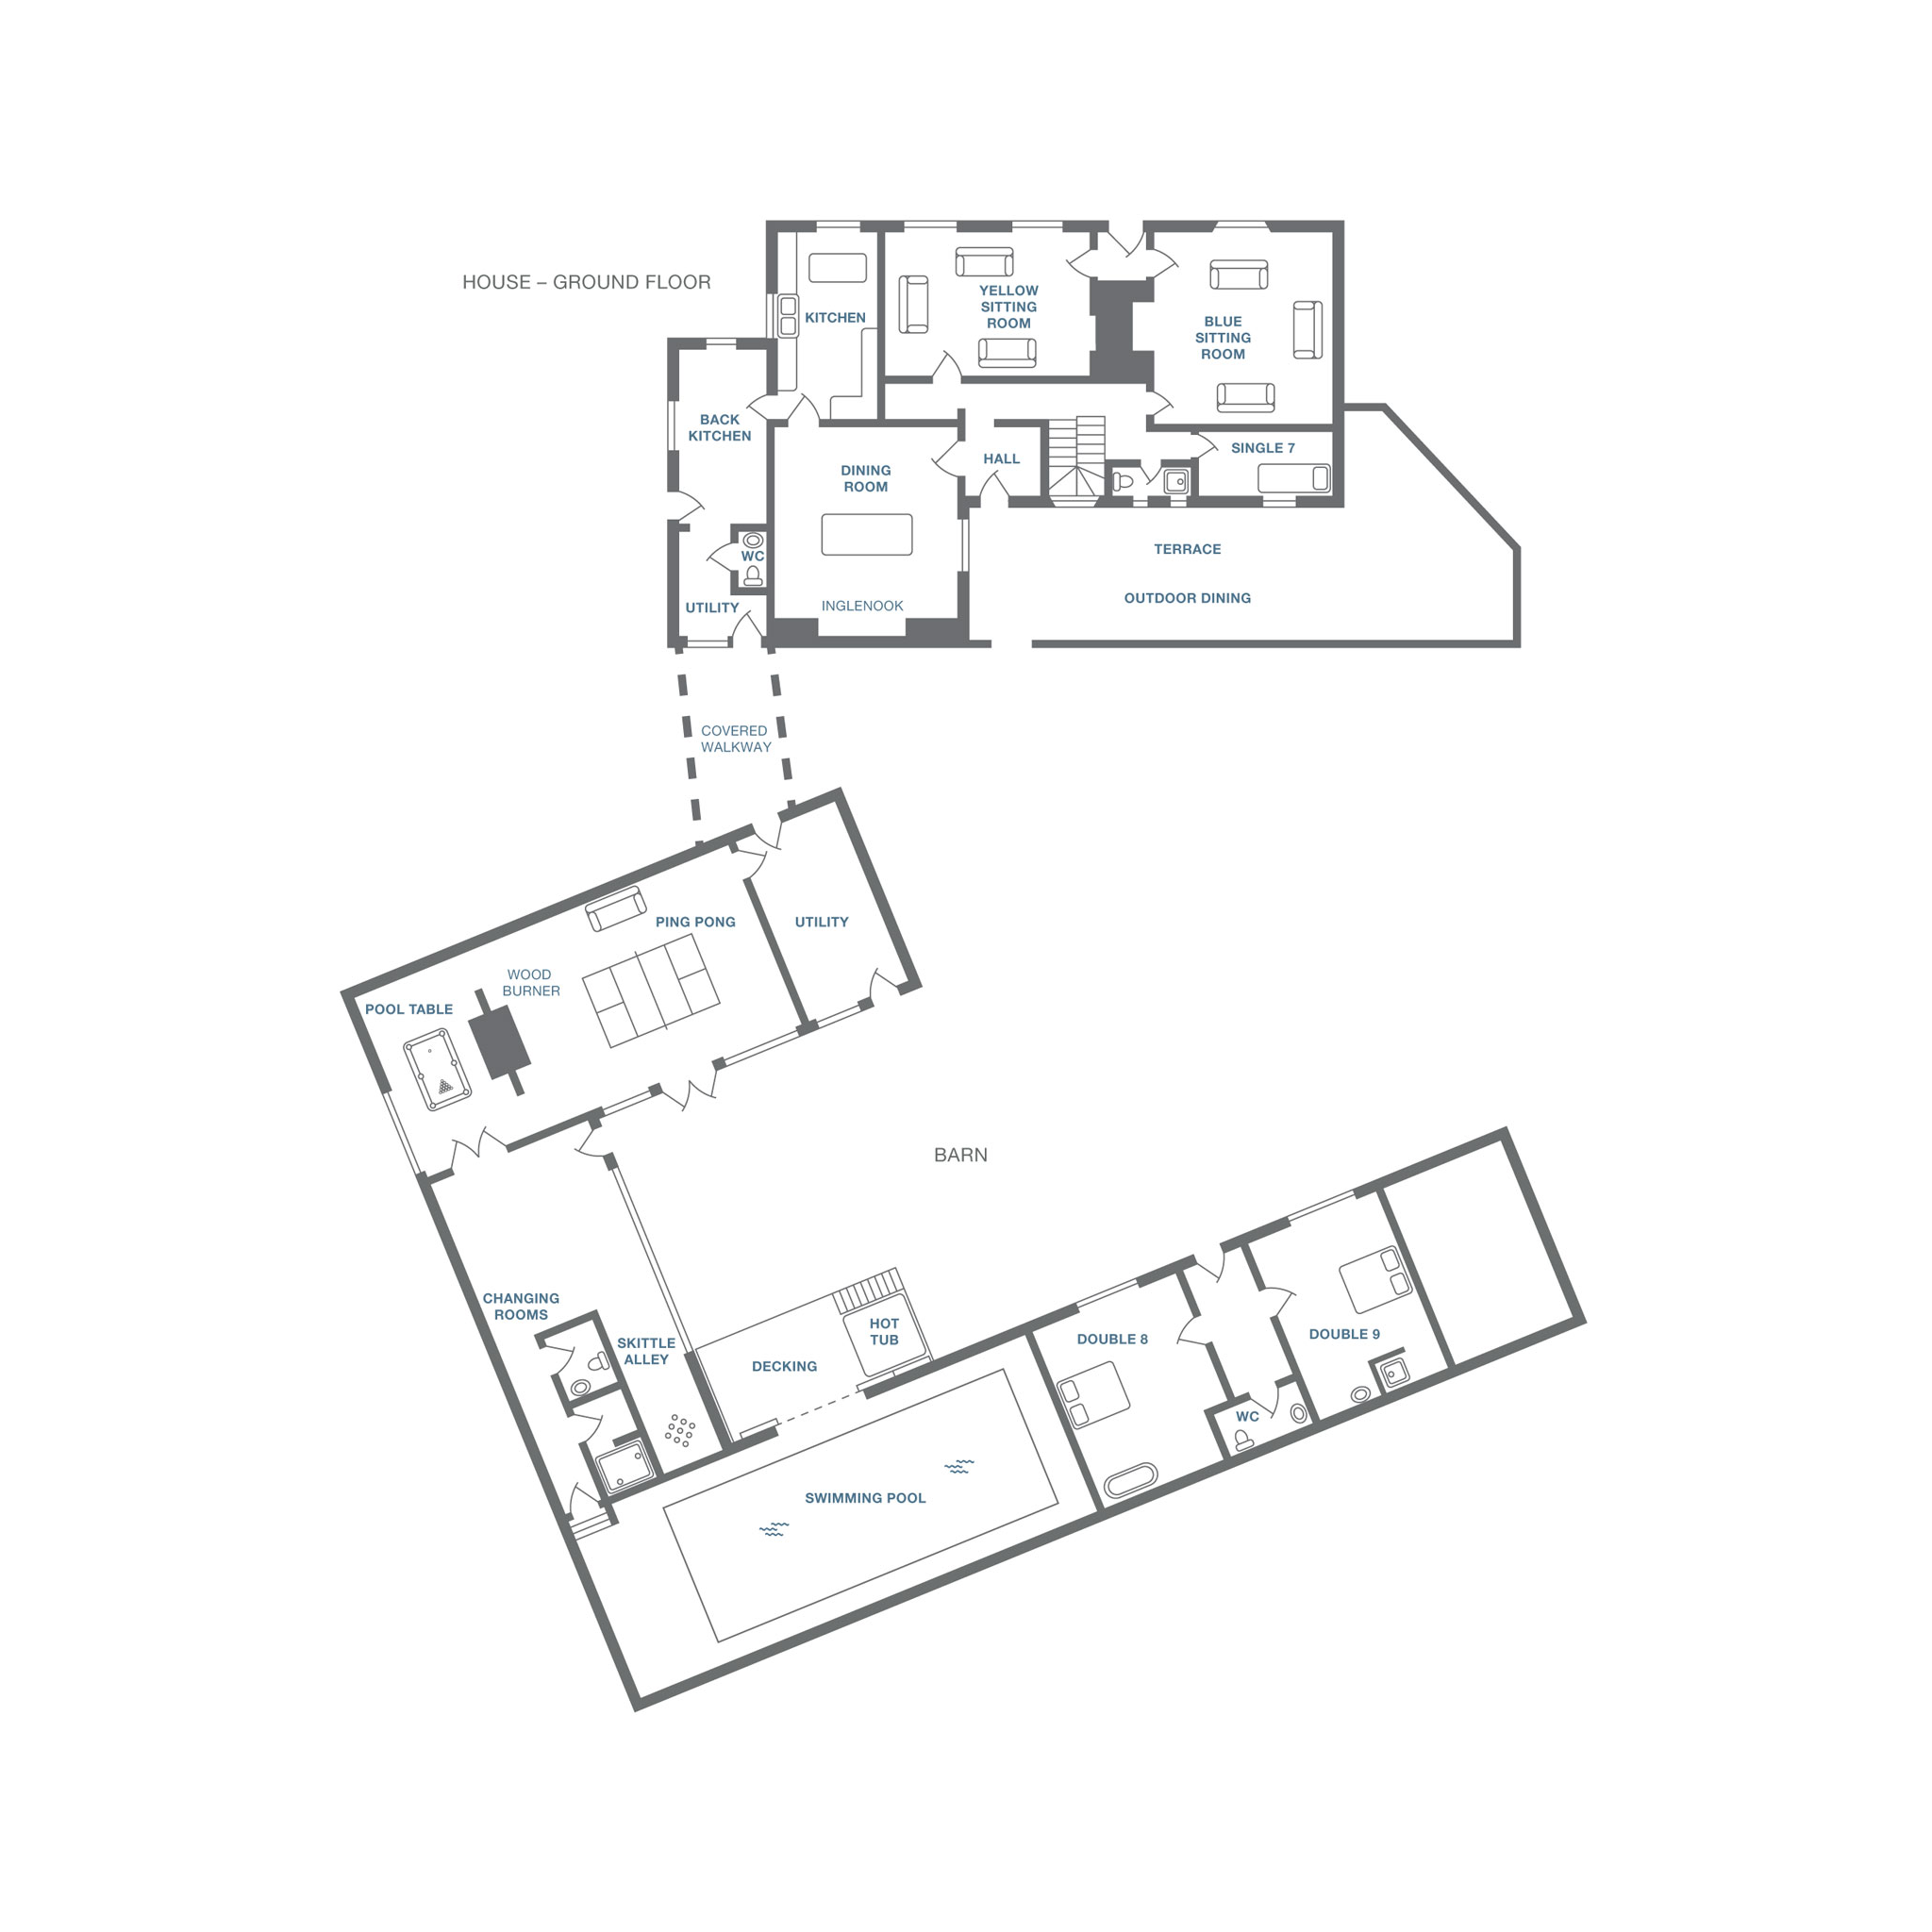 HOUSE – GROUND FLOOR
KITCHEN
YELLOW
SITTING
ROOM
BLUE
SITTING
ROOM
BACK
KITCHEN
DINING
ROOM
HALL
SINGLE 7
WC
UTILITY
INGLENOOK
TERRACE
OUTDOOR DINING
COVERED
WALKWAY
PING PONG
UTILITY
WOOD
BURNER
POOL TABLE
BARN
CHANGING
ROOMS
SKITTLE
ALLEY
DECKING
HOT
TUB
DOUBLE 8
DOUBLE 9
WC
SWIMMING POOL